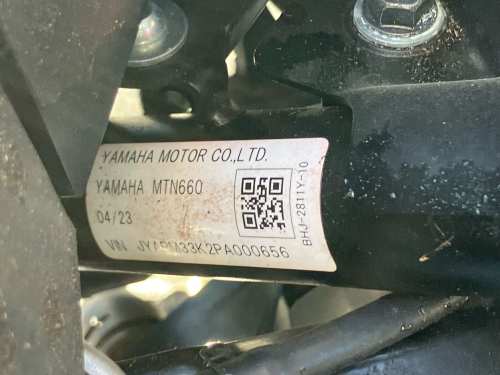 YAMAHA MOTOR CO.,LTD.
YAMAHA MTN660
04/23
VIN
BHJ-2811Y-10